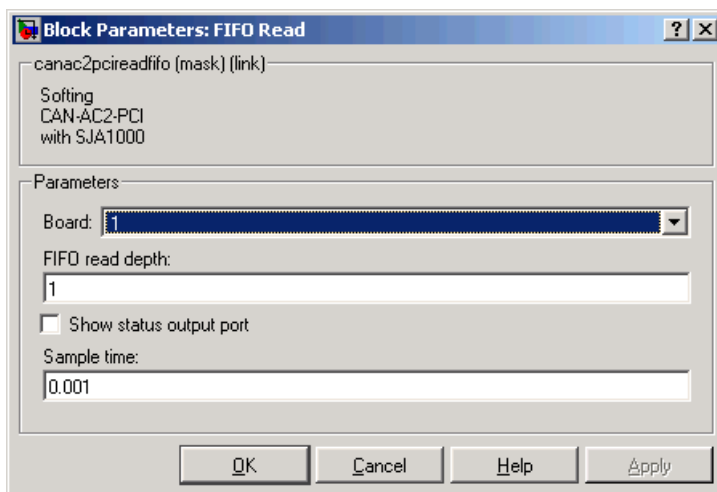 Block Parameters: FIFO Read
canac2pcireadfifo (mask) (link)
Softing
CAN-AC2-PCI
with SJA1000
Parameters
Board: 1
FIFO read depth:
1
Show status output port
Sample time:
0.001
OK Cancel Help Apply